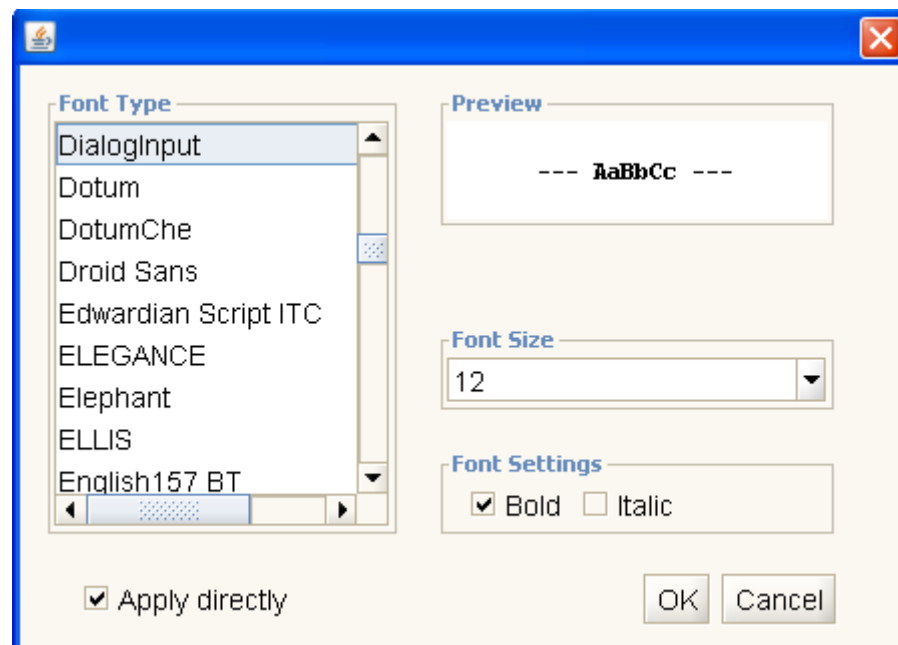 Font Type
DialogInput
Dotum
DotumChe
Droid Sans
Edwardian Script ITC
ELEGANCE
Elephant
ELLIS
English157 BT
Preview
--- AaBbCc ---
Font Size
12
Font Settings
Bold Italic
Apply directly
OK Cancel